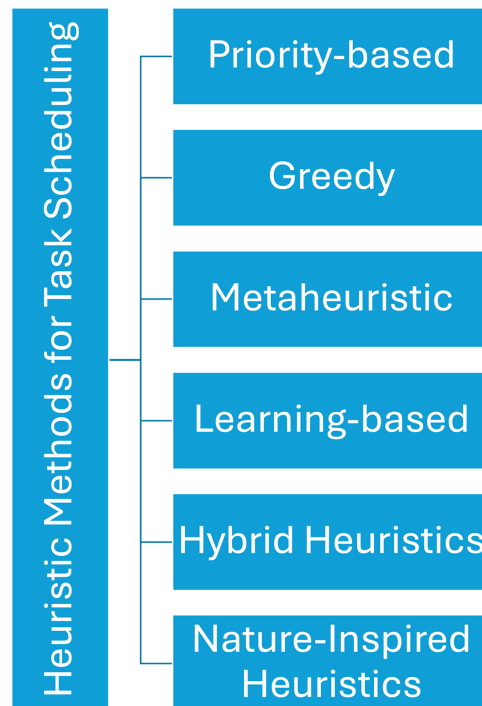 Heuristic Methods for Task Scheduling
Priority-based
Greedy
Metaheuristic
Learning-based
Hybrid Heuristics
Nature-Inspired
Heuristics